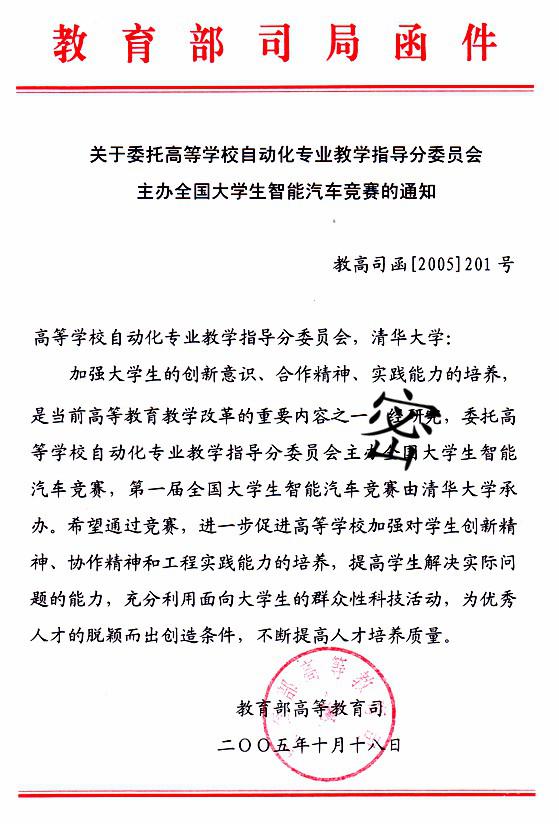 教育部司局函件
关于委托高等学校自动化专业教学指导分委员会
主办全国大学生智能汽车竞赛的通知
教高司函[2005]201 号
高等学校自动化专业教学指导分委员会，清华大学：
加强大学生的创新意识、合作精神、实践能力的培养，
是当前高等教育教学改革的重要内容之一。经研究，委托高
等学校自动化专业教学指导分委员会主办全国大学生智能
汽车竞赛，第一届全国大学生智能汽车竞赛由清华大学承
办。希望通过竞赛，进一步促进高等学校加强对学生创新精
神、协作精神和工程实践能力的培养，提高学生解决实际问
题的能力，充分利用面向大学生的群众性科技活动，为优秀
人才的脱颖而出创造条件，不断提高人才培养质量。
密
部高等教
教育部高等教育司
二〇〇五年十月十八日